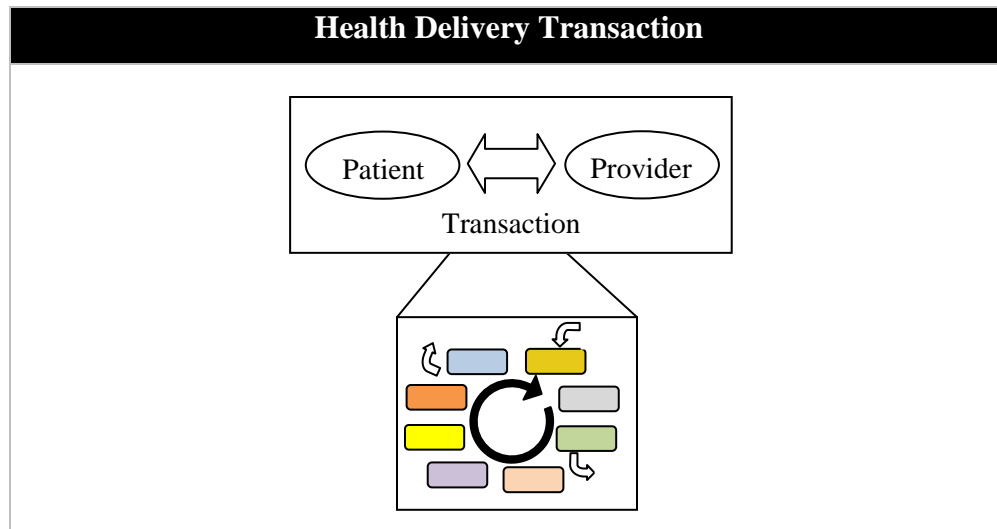 Health Delivery Transaction
Patient
Provider
Transaction